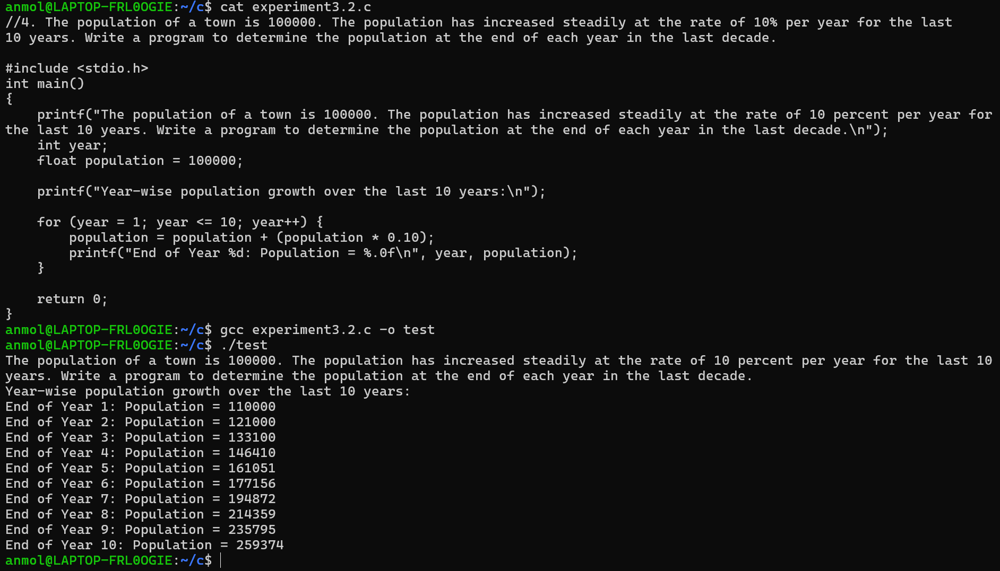 anmol@LAPTOP-FRL0OGIE:~/c$ cat experiment3.2.c
//4. The population of a town is 100000. The population has increased steadily at the rate of 10% per year for the last
10 years. Write a program to determine the population at the end of each year in the last decade.

#include <stdio.h>
int main()
{
    printf("The population of a town is 100000. The population has increased steadily at the rate of 10 percent per year for
the last 10 years. Write a program to determine the population at the end of each year in the last decade.\n");
    int year;
    float population = 100000;

    printf("Year-wise population growth over the last 10 years:\n");

    for (year = 1; year <= 10; year++) {
        population = population + (population * 0.10);
        printf("End of Year %d: Population = %.0f\n", year, population);
    }

    return 0;
}
anmol@LAPTOP-FRL0OGIE:~/c$ gcc experiment3.2.c -o test
anmol@LAPTOP-FRL0OGIE:~/c$ ./test
The population of a town is 100000. The population has increased steadily at the rate of 10 percent per year for the last 10
years. Write a program to determine the population at the end of each year in the last decade.
Year-wise population growth over the last 10 years:
End of Year 1: Population = 110000
End of Year 2: Population = 121000
End of Year 3: Population = 133100
End of Year 4: Population = 146410
End of Year 5: Population = 161051
End of Year 6: Population = 177156
End of Year 7: Population = 194872
End of Year 8: Population = 214359
End of Year 9: Population = 235795
End of Year 10: Population = 259374
anmol@LAPTOP-FRL0OGIE:~/c$